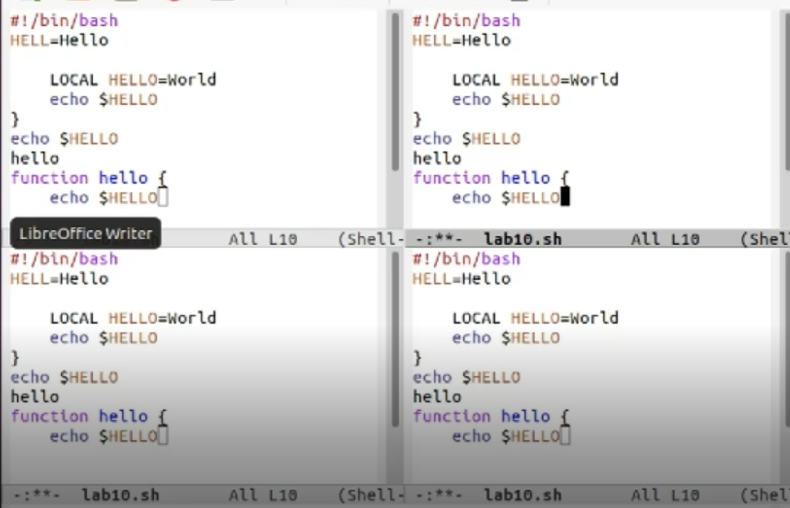 #!/bin/bash
HELL=Hello
LOCAL HELLO=World
echo $HELLO
}
echo $HELLO
hello
function hello {
echo $HELLO
LibreOffice Writer
All L10 (Shell-
#!/bin/bash
HELL=Hello
LOCAL HELLO=World
echo $HELLO
}
echo $HELLO
hello
function hello {
echo $HELLO
-:**- lab10.sh All L10 (Shell
#!/bin/bash
HELL=Hello
LOCAL HELLO=World
echo $HELLO
}
echo $HELLO
hello
function hello {
echo $HELLO
-:**- lab10.sh All L10 (Shell-
#!/bin/bash
HELL=Hello
LOCAL HELLO=World
echo $HELLO
}
echo $HELLO
hello
function hello {
echo $HELLO
-:**- lab10.sh All L10 (Shell